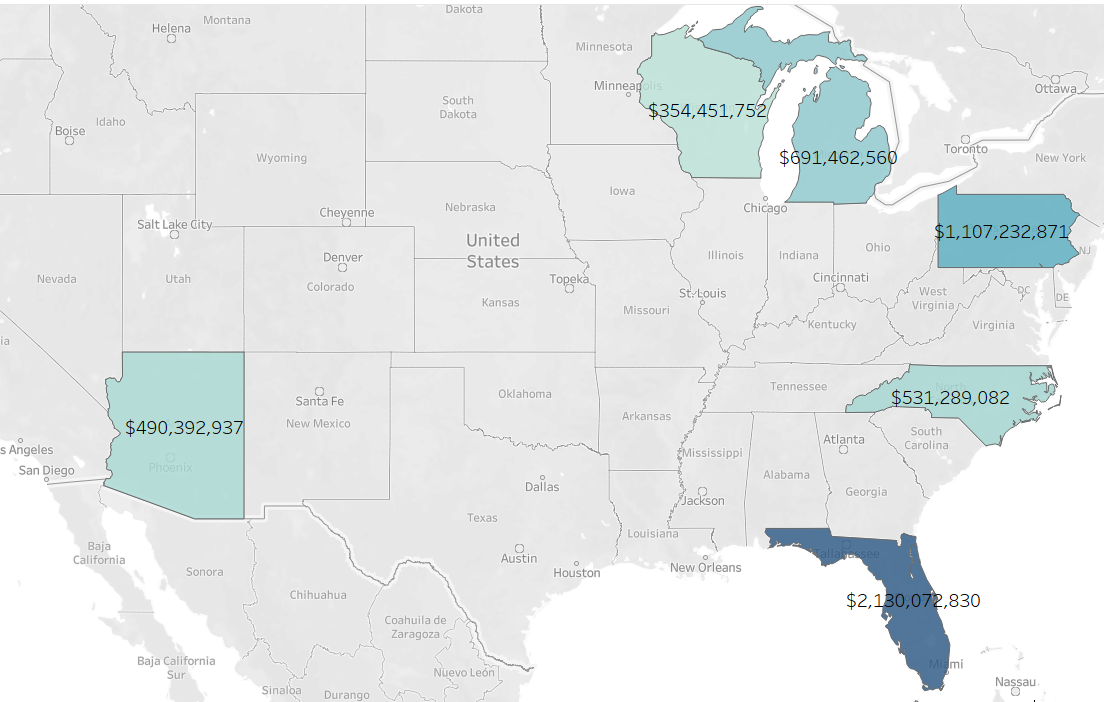 Dakota
Helena
Montana
Minnesota
Minneapolis
Ottawa
South
Dakota
$354,451,752
Idaho
Boise
Toronto
Wyoming
$691,462,560
New York
Iowa
Nebraska
Chicago
Cheyenne
Salt Lake City
$1,107,232,871
United
States
Ohio
NJ
Denver
Illinois
Indiana
Nevada
Utah
Colorado
Topeka
Cincinnati
West
Virginia
DC
DE
St. Louis
Kansas
Missouri
Kentucky
Virginia
ia
Tennessee
North
Oklahoma
$531,289,082
Santa Fe
Arkansas
New Mexico
$490,392,937
South
Carolina
Atlanta
s Angeles
Mississippi
San Diego
Phoenix
Alabama
Dallas
Georgia
Jackson
Texas
Louisiana
Baja
California
Tallahassee
Austin
New Orleans
Sonora
Houston
Chihuahua
$2,130,072,830
Coahuila de
Zaragoza
Baja California
Sur
Miami
Nuevo León
Nassau
Sinaloa
Durango